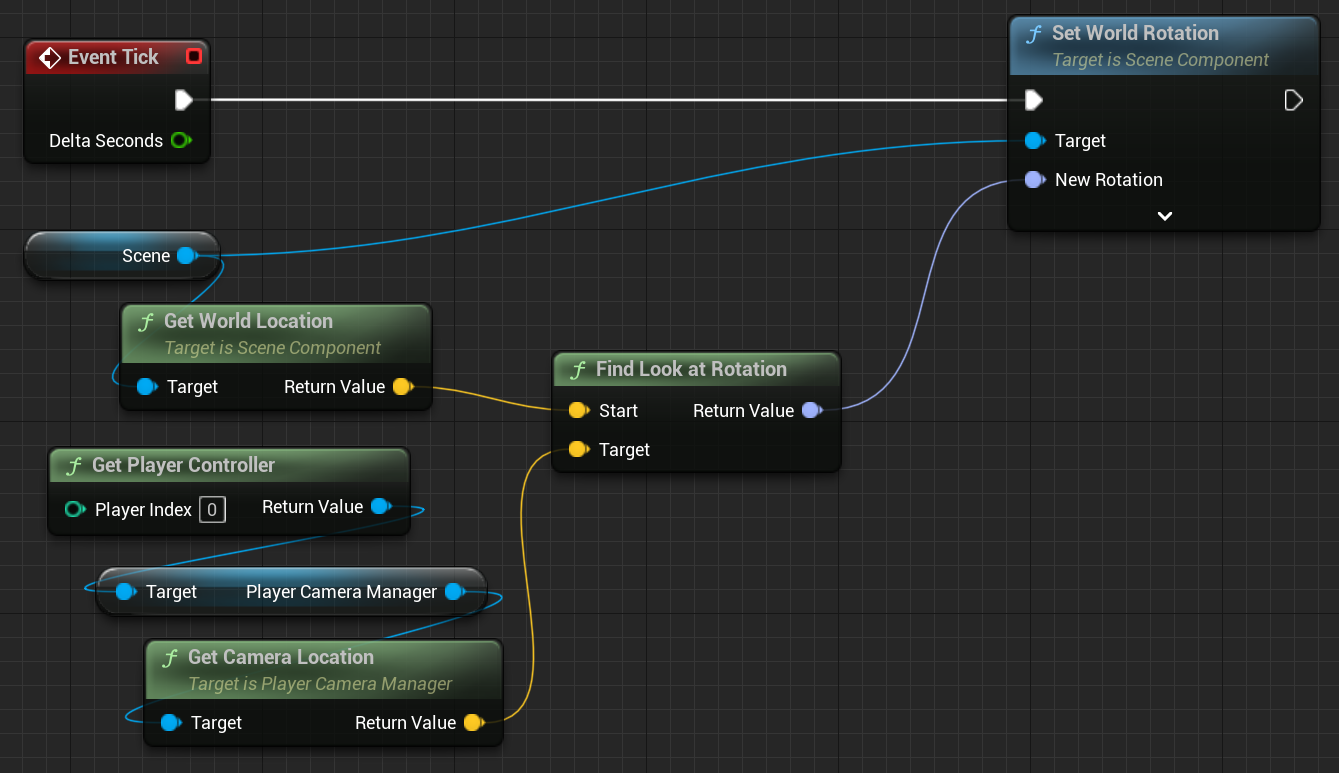 Event Tick
Delta Seconds
Set World Rotation
Target is Scene Component
Target
New Rotation
Scene
Get World Location
Target is Scene Component
Target Return Value
Find Look at Rotation
Start Return Value
Target
Get Player Controller
Player Index 0 Return Value
Target Player Camera Manager
Get Camera Location
Target is Player Camera Manager
Target Return Value